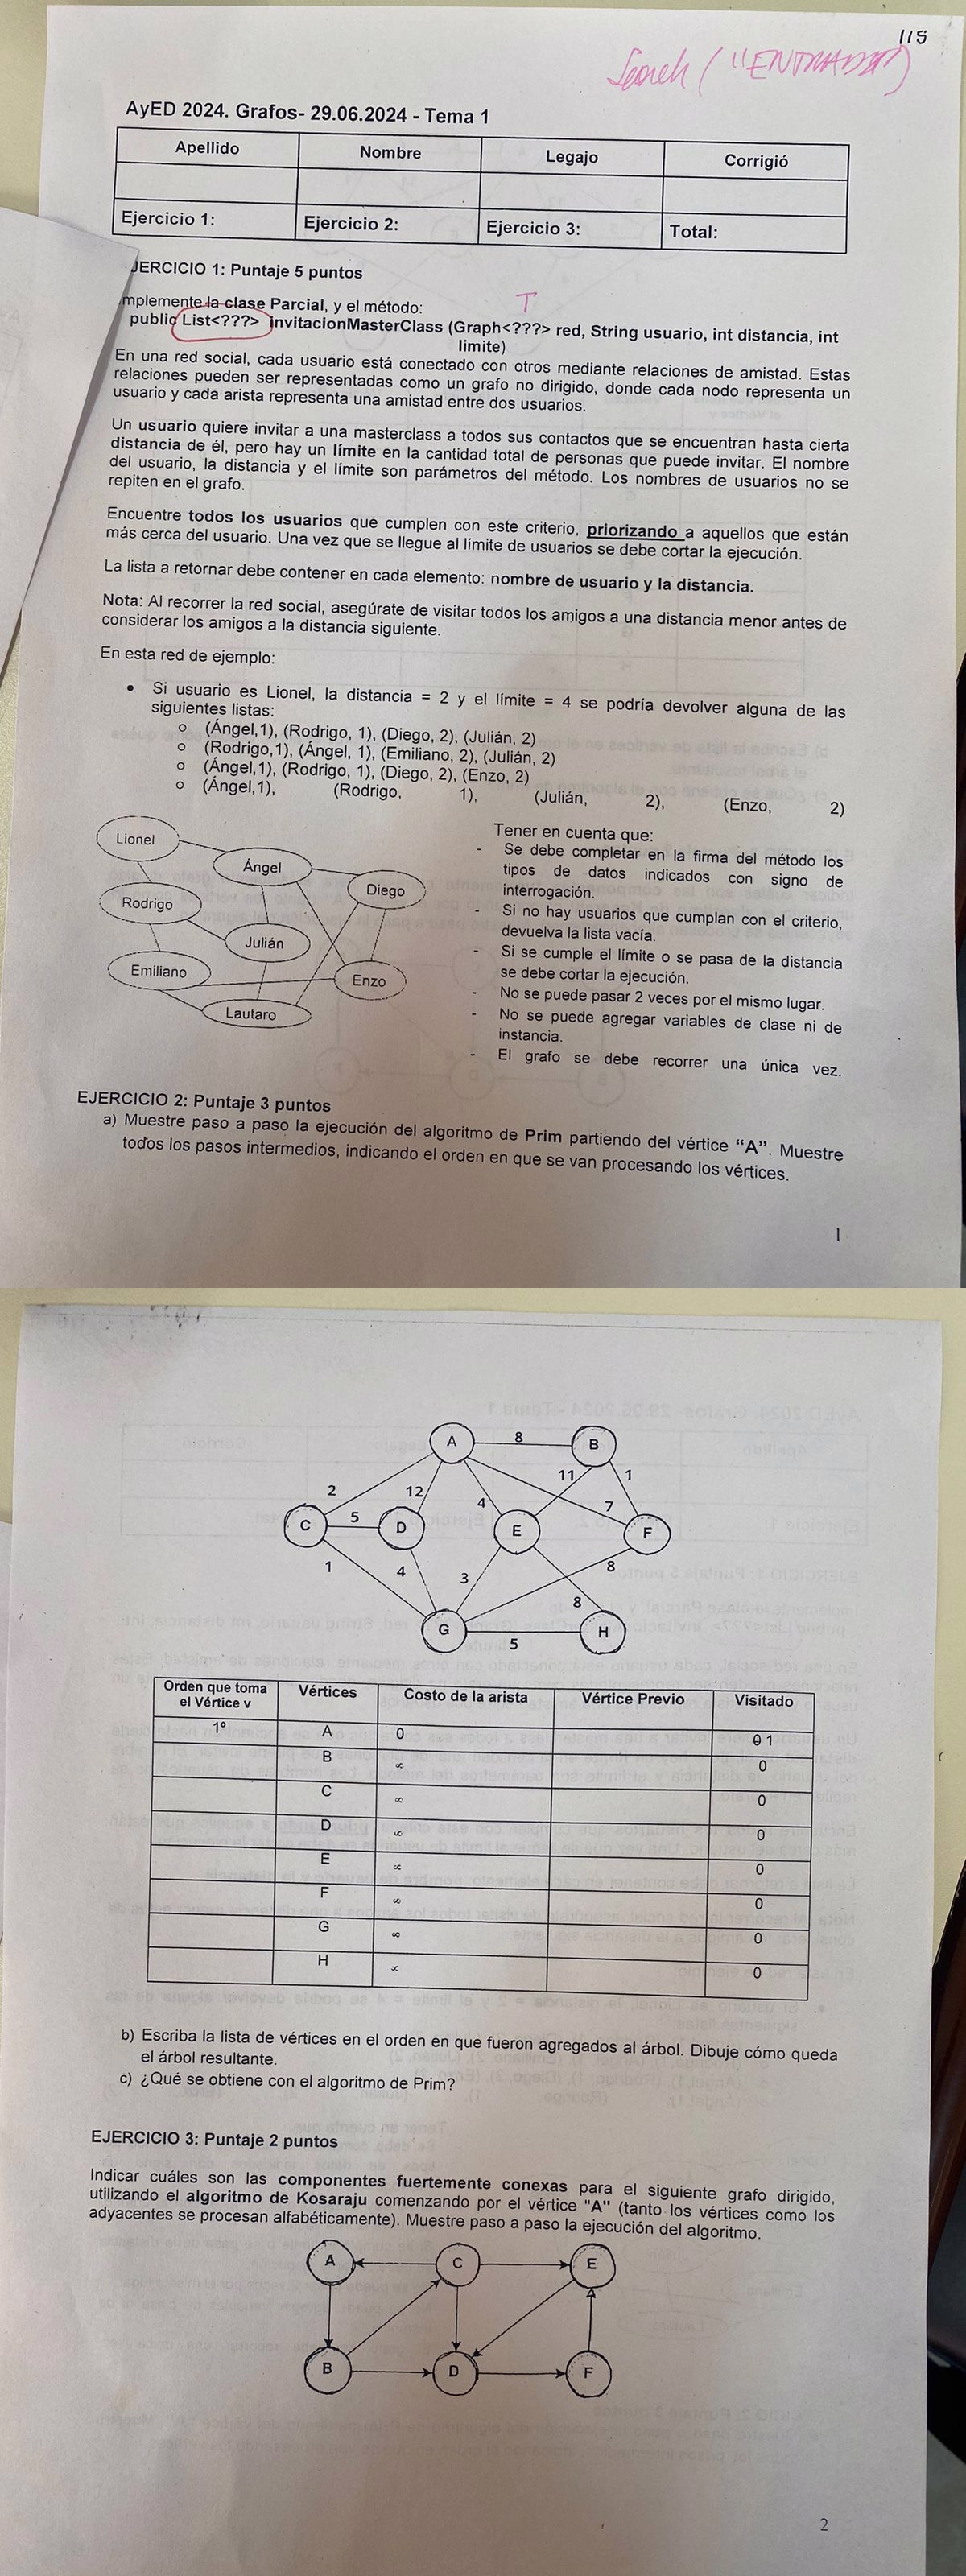 115
Search ("ENTRADA")
AyED 2024. Grafos- 29.06.2024 - Tema 1
Apellido Nombre Legajo Corrigió
Ejercicio 1: Ejercicio 2: Ejercicio 3: Total:
JERCICIO 1: Puntaje 5 puntos
mplemente la clase Parcial, y el método:
T
public List<???> invitacionMasterClass (Graph<???> red, String usuario, int distancia, int
limite)
En una red social, cada usuario está conectado con otros mediante relaciones de amistad. Estas
relaciones pueden ser representadas como un grafo no dirigido, donde cada nodo representa un
usuario y cada arista representa una amistad entre dos usuarios.
Un usuario quiere invitar a una masterclass a todos sus contactos que se encuentran hasta cierta
distancia de él, pero hay un límite en la cantidad total de personas que puede invitar. El nombre
del usuario, la distancia y el límite son parámetros del método. Los nombres de usuarios no se
repiten en el grafo.
Encuentre todos los usuarios que cumplen con este criterio, priorizando a aquellos que están
más cerca del usuario. Una vez que se llegue al límite de usuarios se debe cortar la ejecución.
La lista a retornar debe contener en cada elemento: nombre de usuario y la distancia.
Nota: Al recorrer la red social, asegúrate de visitar todos los amigos a una distancia menor antes de
considerar los amigos a la distancia siguiente.
En esta red de ejemplo:
• Si usuario es Lionel, la distancia = 2 y el límite = 4 se podría devolver alguna de las
siguientes listas:
o (Ángel,1), (Rodrigo, 1), (Diego, 2), (Julián, 2)
o (Rodrigo,1), (Ángel, 1), (Emiliano, 2), (Julián, 2)
o (Ángel,1), (Rodrigo, 1), (Diego, 2), (Enzo, 2)
o (Ángel,1), (Rodrigo, 1), (Julián, 2), (Enzo, 2)
Lionel
Ángel
Diego
Rodrigo
Julián
Emiliano
Enzo
Lautaro
Tener en cuenta que:
- Se debe completar en la firma del método los
tipos de datos indicados con signo de
interrogación.
- Si no hay usuarios que cumplan con el criterio,
devuelva la lista vacía.
- Si se cumple el límite o se pasa de la distancia
se debe cortar la ejecución.
- No se puede pasar 2 veces por el mismo lugar.
- No se puede agregar variables de clase ni de
instancia.
- El grafo se debe recorrer una única vez.
EJERCICIO 2: Puntaje 3 puntos
a) Muestre paso a paso la ejecución del algoritmo de Prim partiendo del vértice “A”. Muestre
todos los pasos intermedios, indicando el orden en que se van procesando los vértices.
1
A 8 B
2 12 4 11 1
7
C 5 D E F
1 4 3 8
8
G 5 H
Orden que toma
el Vértice v Vértices Costo de la arista Vértice Previo Visitado
1º A 0 0 1
B ∞ 0
C ∞ 0
D ∞ 0
E ∞ 0
F ∞ 0
G ∞ 0
H ∞ 0
b) Escriba la lista de vértices en el orden en que fueron agregados al árbol. Dibuje cómo queda
el árbol resultante.
c) ¿Qué se obtiene con el algoritmo de Prim?
EJERCICIO 3: Puntaje 2 puntos
Indicar cuáles son las componentes fuertemente conexas para el siguiente grafo dirigido,
utilizando el algoritmo de Kosaraju comenzando por el vértice "A" (tanto los vértices como los
adyacentes se procesan alfabéticamente). Muestre paso a paso la ejecución del algoritmo.
A C E
B D F
2